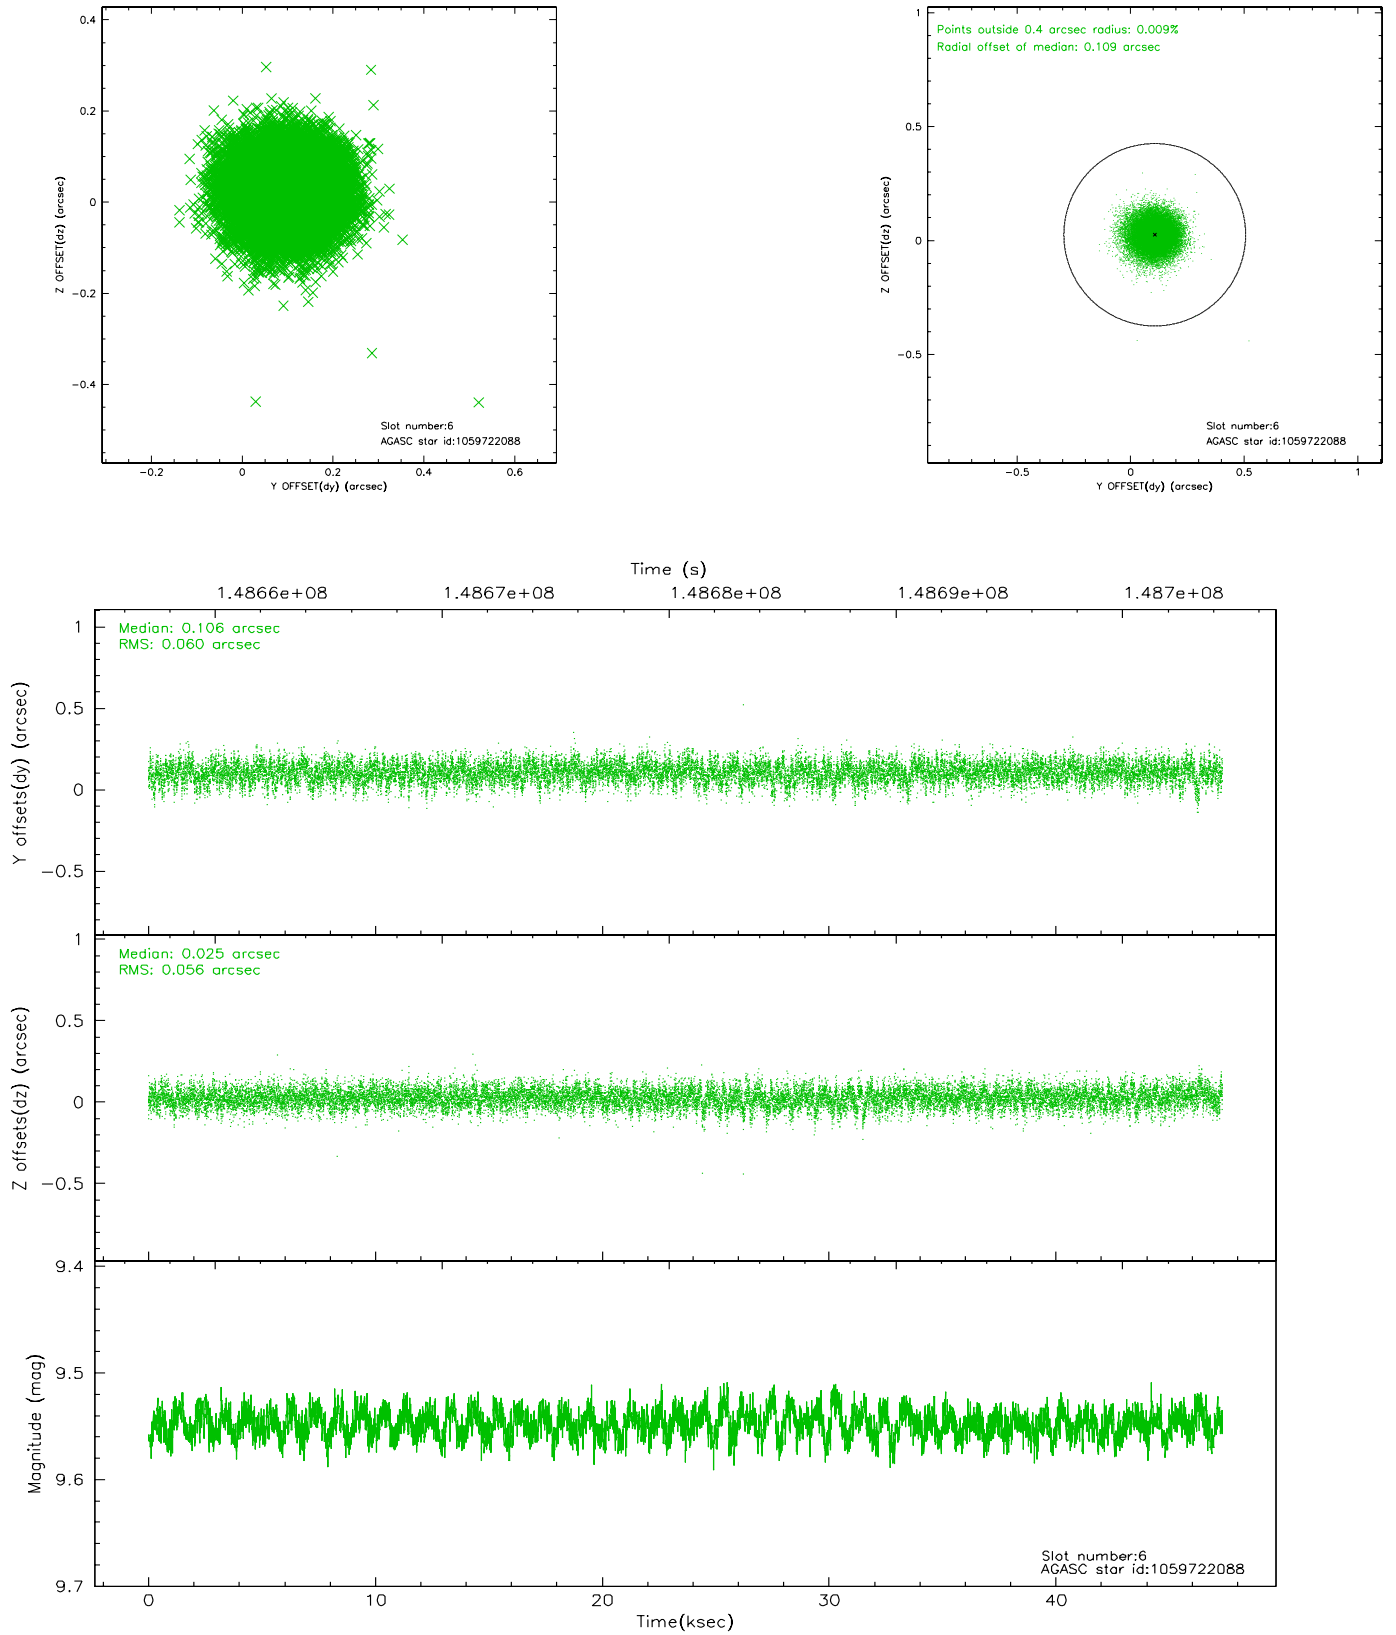 0.4
0.2
0
−0.2
−0.4
Z OFFSET(dz) (arcsec)
Slot number:6
AGASC star id:1059722088
−0.2 0 0.2 0.4 0.6
Y OFFSET(dy) (arcsec)
1
0.5
0
−0.5
Z OFFSET(dz) (arcsec)
Points outside 0.4 arcsec radius: 0.009%
Radial offset of median: 0.109 arcsec
Slot number:6
AGASC star id:1059722088
−0.5 0 0.5 1
Y OFFSET(dy) (arcsec)
Time (s)
1.4866e+08 1.4867e+08 1.4868e+08 1.4869e+08 1.487e+08
Median: 0.106 arcsec
RMS: 0.060 arcsec
1
0.5
0
−0.5
Y offsets(dy) (arcsec)
Median: 0.025 arcsec
RMS: 0.056 arcsec
1
0.5
0
−0.5
Z offsets(dz) (arcsec)
9.4
9.5
9.6
9.7
Magnitude (mag)
Slot number:6
AGASC star id:1059722088
0 10 20 30 40
Time(ksec)